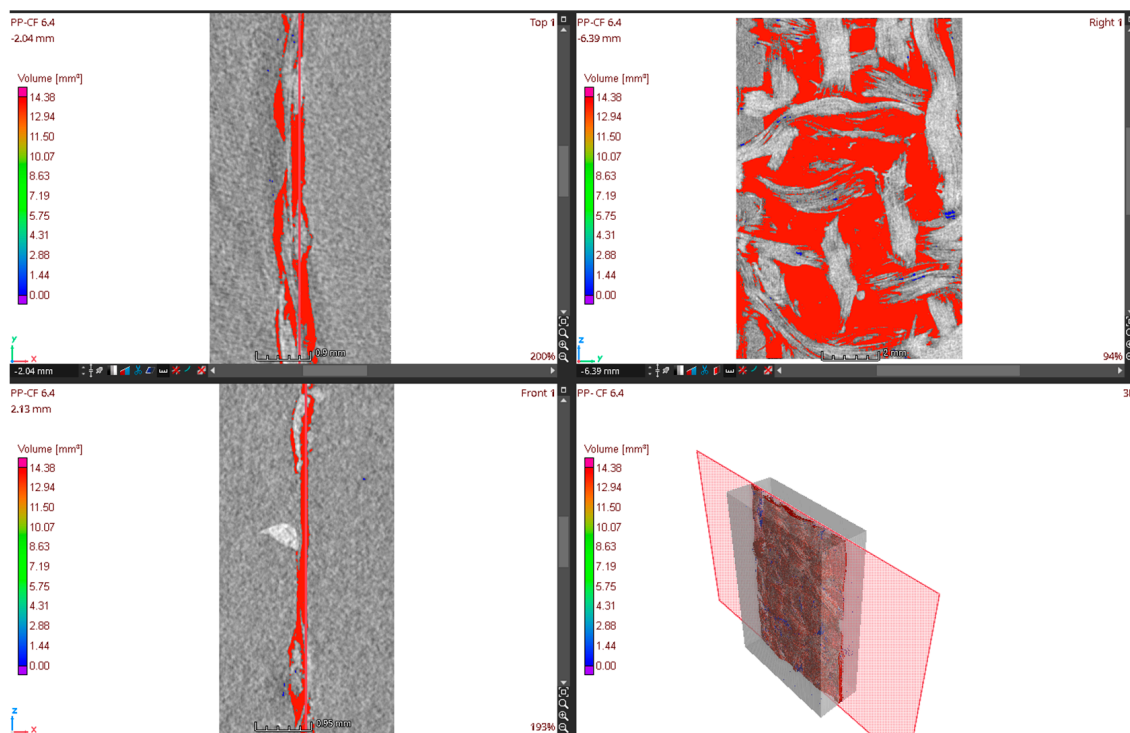 PP-CF 6.4
Top 1
-2.04 mm
Volume [mm³]
14.38
12.94
11.50
10.07
8.63
7.19
5.75
4.31
2.88
1.44
0.00
y
x
0.9 mm
200%
-2.04 mm
PP-CF 6.4
Right 1
-6.39 mm
Volume [mm³]
14.38
12.94
11.50
10.07
8.63
7.19
5.75
4.31
2.88
1.44
0.00
z
y
2 mm
94%
-6.39 mm
PP-CF 6.4
Front 1
2.13 mm
Volume [mm³]
14.38
12.94
11.50
10.07
8.63
7.19
5.75
4.31
2.88
1.44
0.00
z
x
0.95 mm
193%
PP- CF 6.4
Volume [mm³]
14.38
12.94
11.50
10.07
8.63
7.19
5.75
4.31
2.88
1.44
0.00